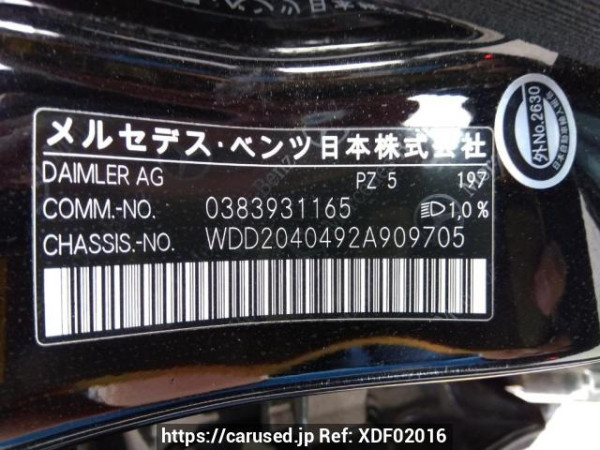 メルセデス・ベンツ日本株式会社
DAIMLER AG PZ 5 197
COMM.-NO. 0383931165 1,0 %
CHASSIS.-NO. WDD2040492A909705
外No.2630
https://carused.jp Ref: XDF02016